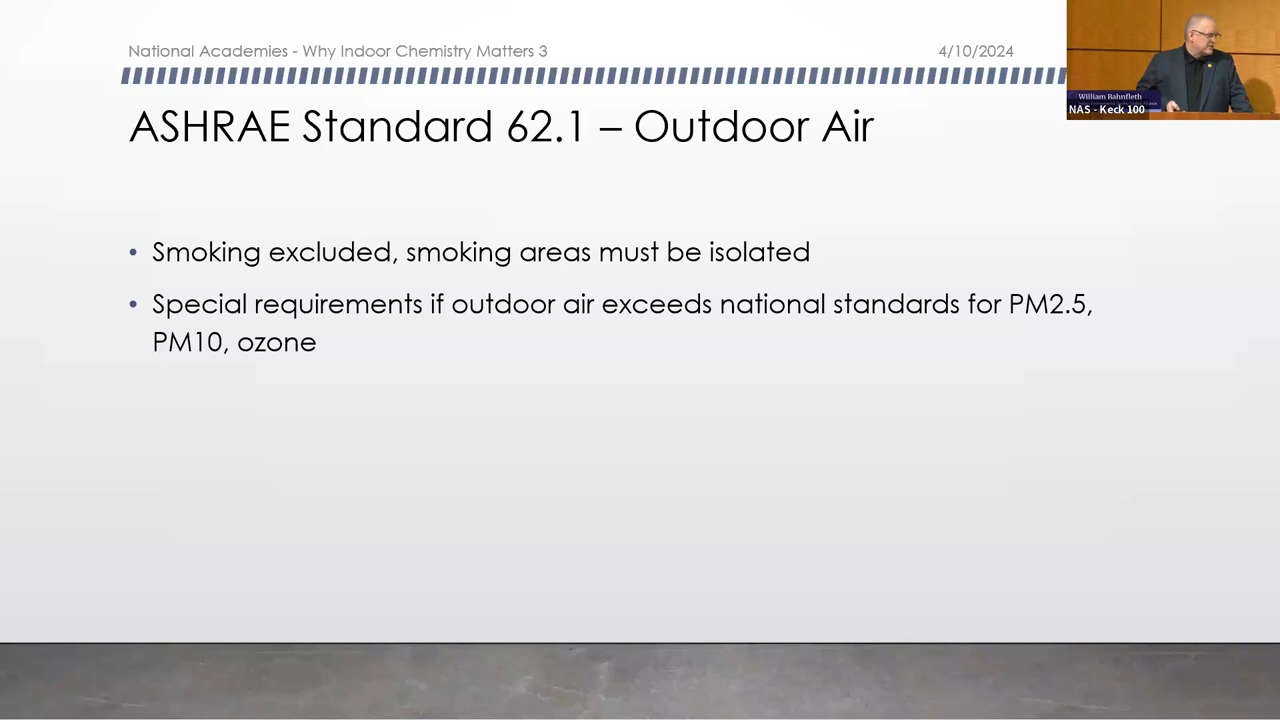 National Academies - Why Indoor Chemistry Matters 3
4/10/2024
ASHRAE Standard 62.1 – Outdoor Air
• Smoking excluded, smoking areas must be isolated
• Special requirements if outdoor air exceeds national standards for PM2.5,
PM10, ozone
William Bahnfleth
NAS - Keck 100